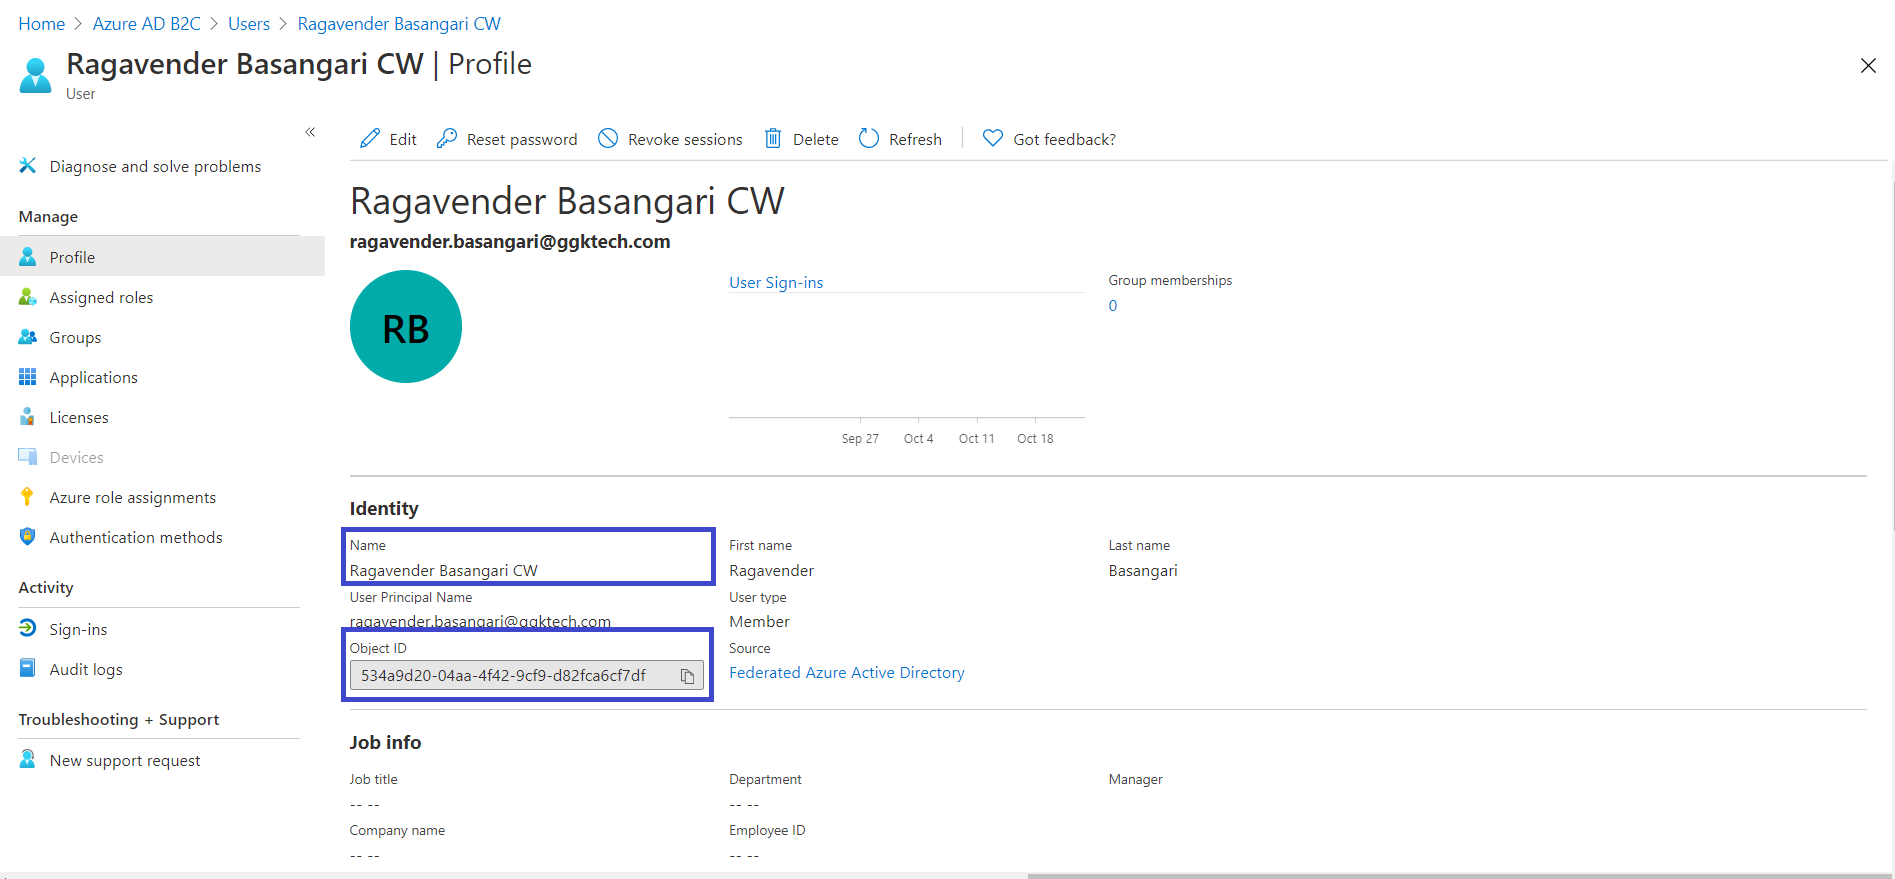 Home > Azure AD B2C > Users > Ragavender Basangari CW
Ragavender Basangari CW | Profile
User
«
Diagnose and solve problems
Manage
Profile
Assigned roles
Groups
Applications
Licenses
Devices
Azure role assignments
Authentication methods
Activity
Sign-ins
Audit logs
Troubleshooting + Support
New support request
Edit Reset password Revoke sessions Delete Refresh Got feedback?
Ragavender Basangari CW
ragavender.basangari@ggktech.com
RB
User Sign-ins
Sep 27 Oct 4 Oct 11 Oct 18
Group memberships
0
Identity
Name First name Last name
Ragavender Basangari CW Ragavender Basangari
User Principal Name User type
ragavender.basangari@ggktech.com Member
Object ID Source
534a9d20-04aa-4f42-9cf9-d82fca6cf7df Federated Azure Active Directory
Job info
Job title Department Manager
-- -- -- --
Company name Employee ID
-- -- -- --